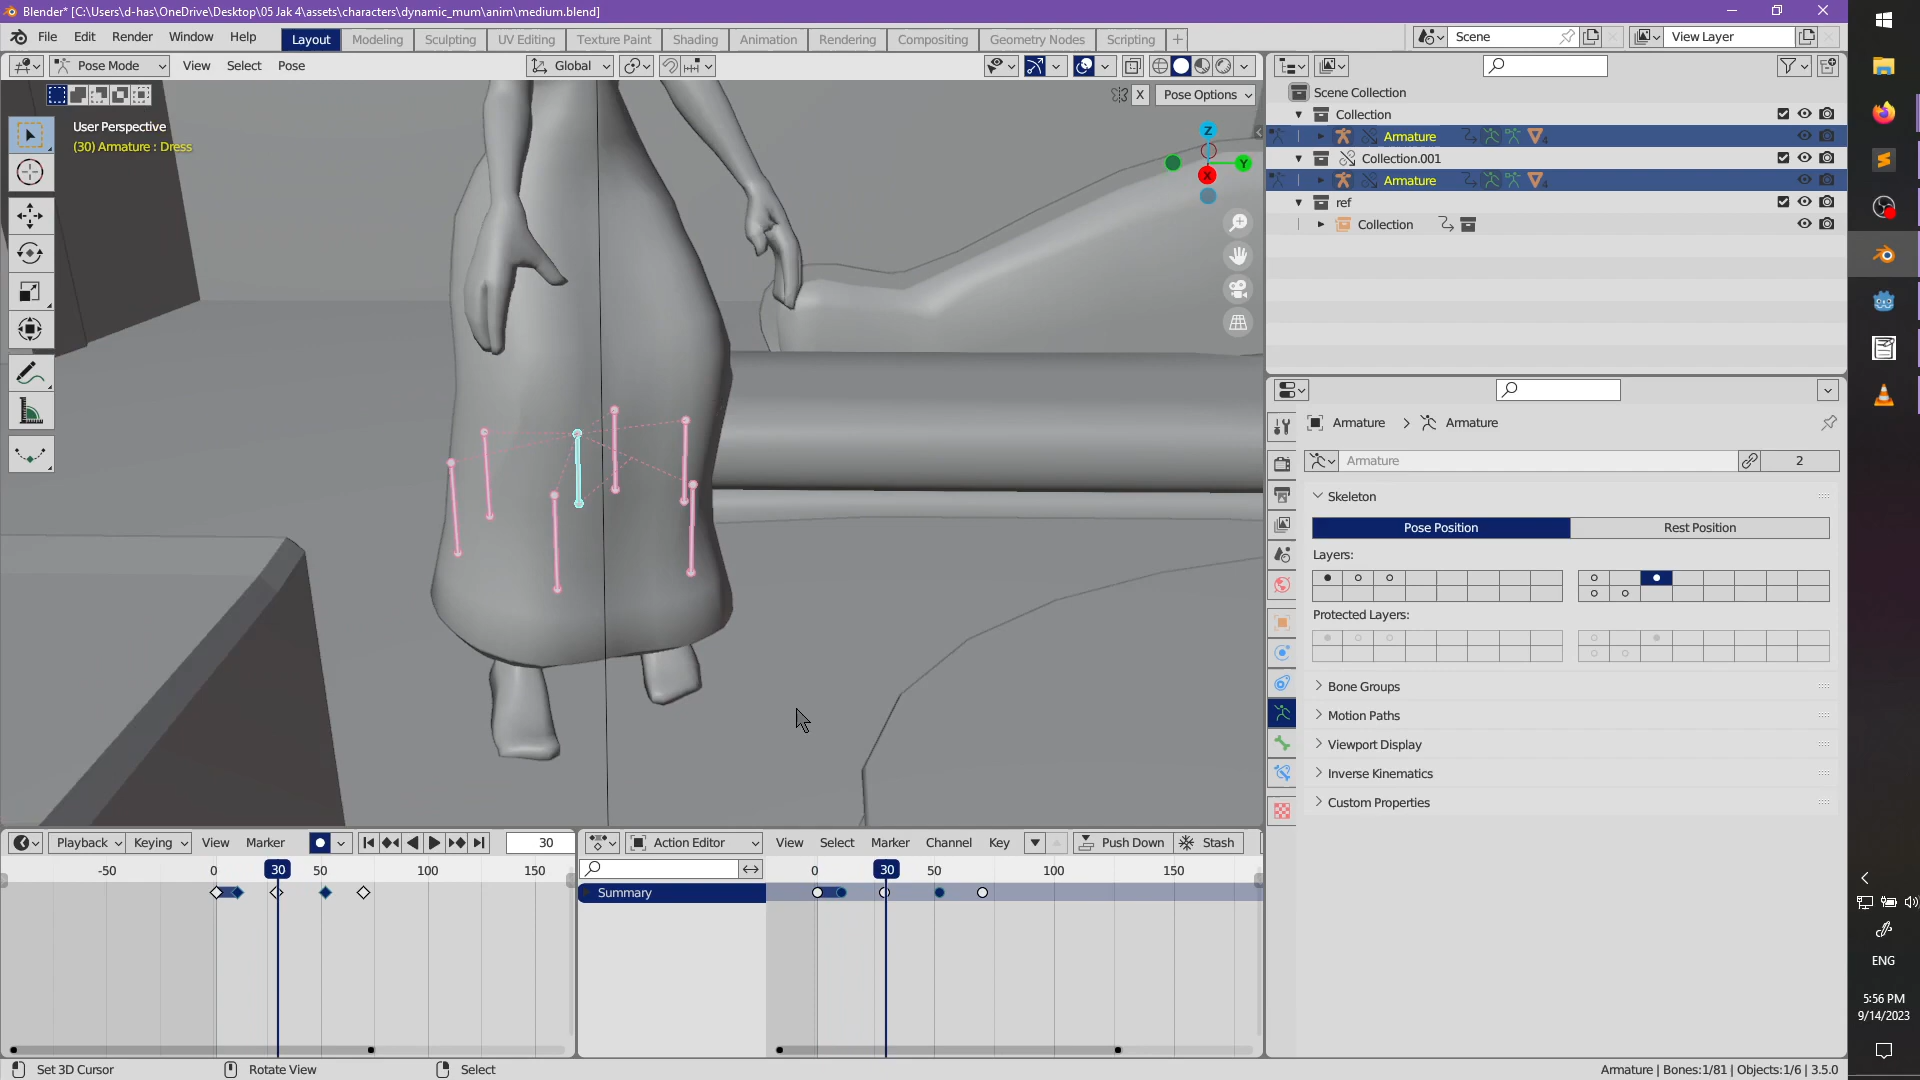 Blender* [C:\Users\d-has\OneDrive\Desktop\05 Jak 4\assets\characters\dynamic_mum\anim\medium.blend]
File Edit Render Window Help Layout Modeling Sculpting UV Editing Texture Paint Shading Animation Rendering Compositing Geometry Nodes Scripting + Scene View Layer
Pose Mode View Select Pose Global
X Pose Options
User Perspective
(30) Armature : Dress
Z
Y
X
Scene Collection
Collection
Armature 4
Collection.001
Armature 4
ref
Collection
Armature > Armature
Armature 2
Skeleton
Pose Position Rest Position
Layers:
Protected Layers:
Bone Groups
Motion Paths
Viewport Display
Inverse Kinematics
Custom Properties
Playback Keying View Marker 30
-50 0 30 50 100 150
Action Editor View Select Marker Channel Key Push Down Stash
0 30 50 100 150
Summary
Set 3D Cursor Rotate View Select
Armature | Bones:1/81 | Objects:1/6 | 3.5.0
ENG
5:56 PM
9/14/2023